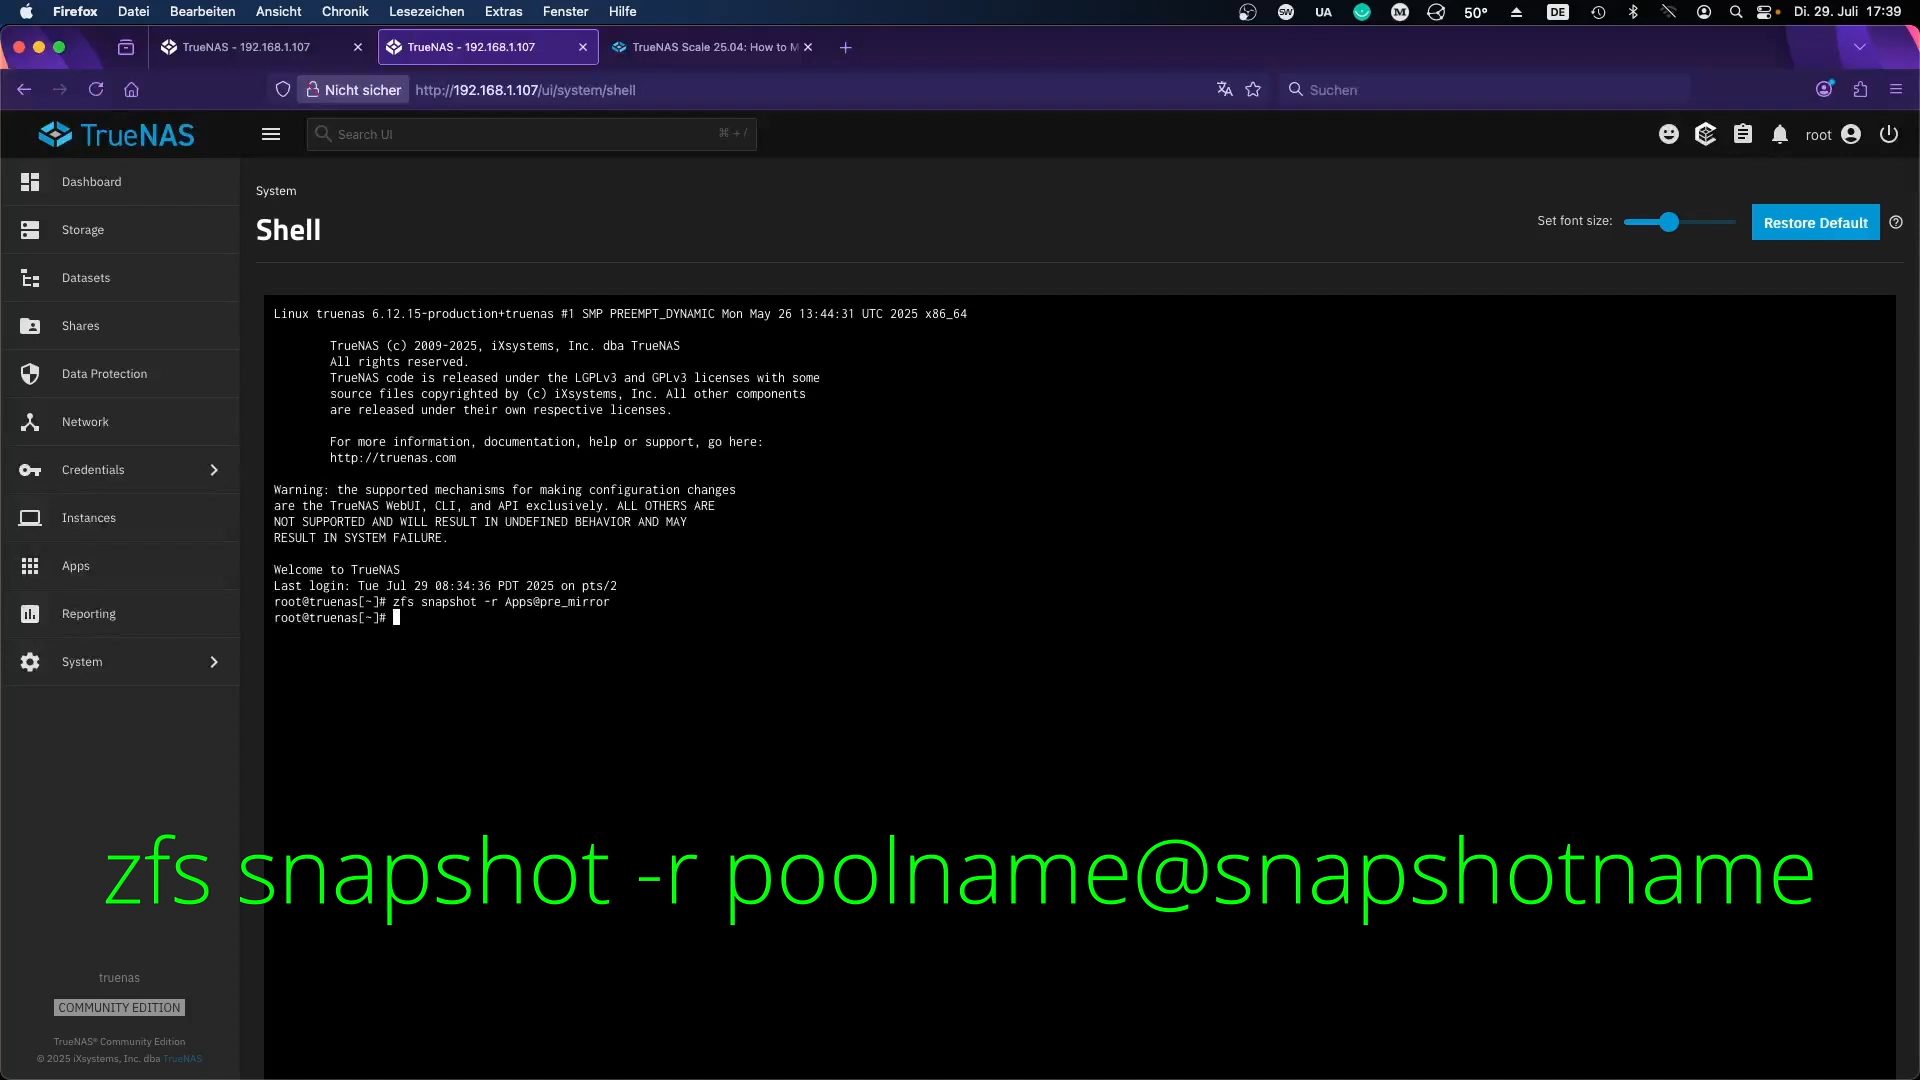 Firefox Datei Bearbeiten Ansicht Chronik Lesezeichen Extras Fenster Hilfe SW UA M 50° DE Di. 29. Juli 17:39
TrueNAS - 192.168.1.107 TrueNAS - 192.168.1.107 TrueNAS Scale 25.04: How to M
Nicht sicher http://192.168.1.107/ui/system/shell Suchen
TrueNAS Search UI ⌘ + / root
Dashboard
Storage
Datasets
Shares
Data Protection
Network
Credentials
Instances
Apps
Reporting
System
truenas
COMMUNITY EDITION
TrueNAS® Community Edition
© 2025 iXsystems, Inc. dba TrueNAS
System
Shell
Set font size: Restore Default
Linux truenas 6.12.15-production+truenas #1 SMP PREEMPT_DYNAMIC Mon May 26 13:44:31 UTC 2025 x86_64
TrueNAS (c) 2009-2025, iXsystems, Inc. dba TrueNAS
All rights reserved.
TrueNAS code is released under the LGPLv3 and GPLv3 licenses with some
source files copyrighted by (c) iXsystems, Inc. All other components
are released under their own respective licenses.
For more information, documentation, help or support, go here:
http://truenas.com
Warning: the supported mechanisms for making configuration changes
are the TrueNAS WebUI, CLI, and API exclusively. ALL OTHERS ARE
NOT SUPPORTED AND WILL RESULT IN UNDEFINED BEHAVIOR AND MAY
RESULT IN SYSTEM FAILURE.
Welcome to TrueNAS
Last login: Tue Jul 29 08:34:36 PDT 2025 on pts/2
root@truenas[~]# zfs snapshot -r Apps@pre_mirror
root@truenas[~]#
zfs snapshot -r poolname@snapshotname